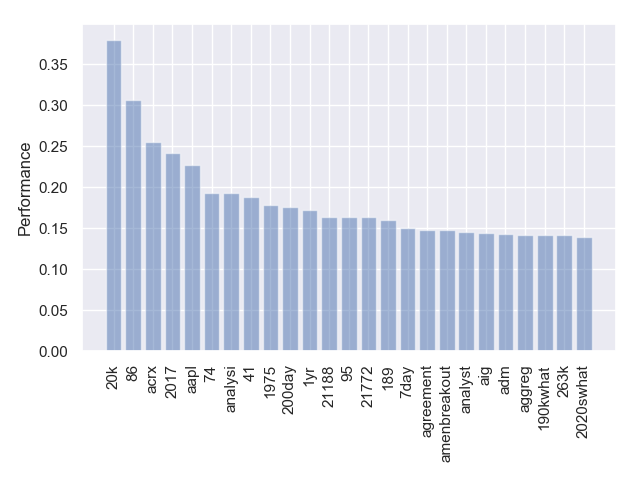 Performance
0.35
0.30
0.25
0.20
0.15
0.10
0.05
0.00
20k
86
acrx
2017
aapl
74
analysi
41
1975
200day
1yr
21188
95
21772
189
7day
agreement
amenbreakout
analyst
aig
adm
aggreg
190kwhat
263k
2020swhat